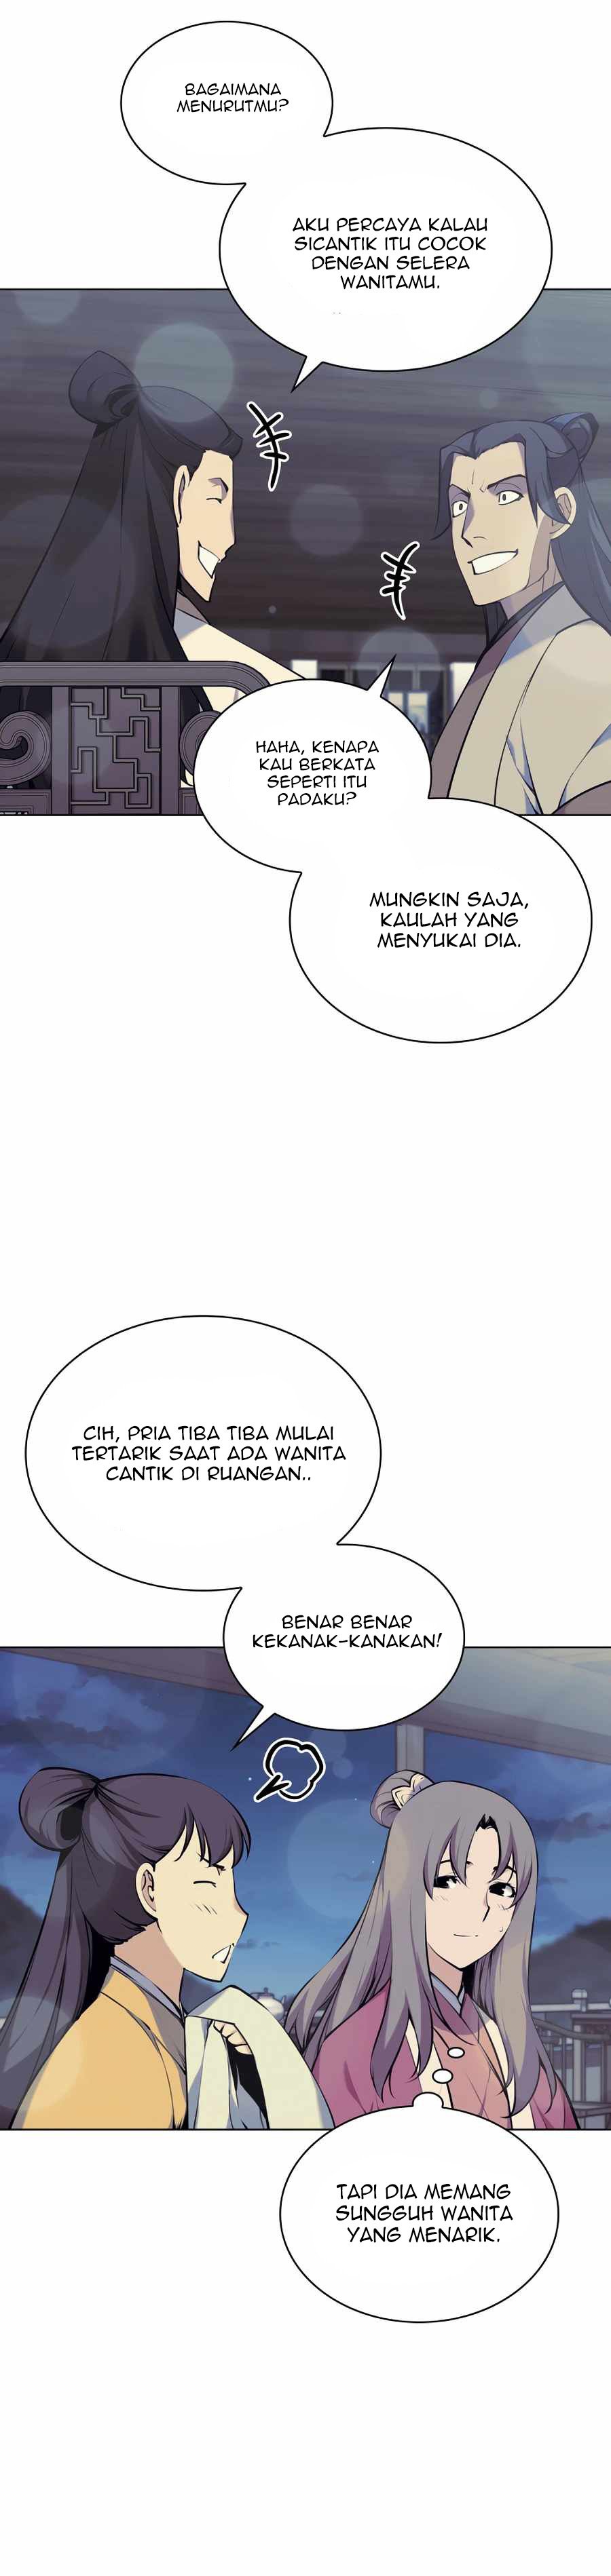 BAGAIMANA
MENURUTMU?
AKU PERCAYA KALAU
SICANTIK ITU COCOK
DENGAN SELERA
WANITAMU.
HAHA, KENAPA
KAU BERKATA
SEPERTI ITU
PADAKU?
MUNGKIN SAJA,
KAULAH YANG
MENYUKAI DIA.
CIH, PRIA TIBA TIBA MULAI
TERTARIK SAAT ADA WANITA
CANTIK DI RUANGAN..
BENAR BENAR
KEKANAK-KANAKAN!
TAPI DIA MEMANG
SUNGGUH WANITA
YANG MENARIK.